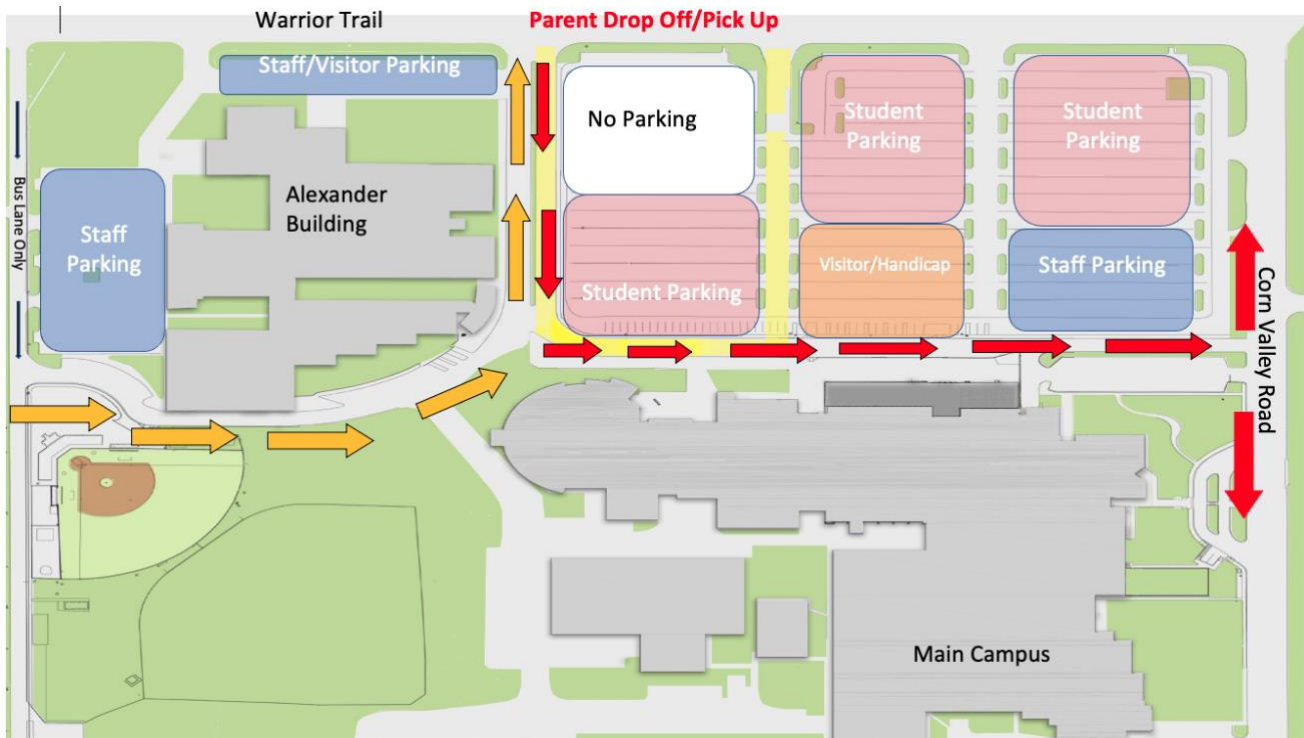 Warrior Trail
Parent Drop Off/Pick Up
Staff/Visitor Parking
No Parking
Student
Parking
Student
Parking
Bus Lane Only
Alexander
Building
Staff
Parking
Student Parking
Visitor/Handicap
Staff Parking
Corn Valley Road
Main Campus